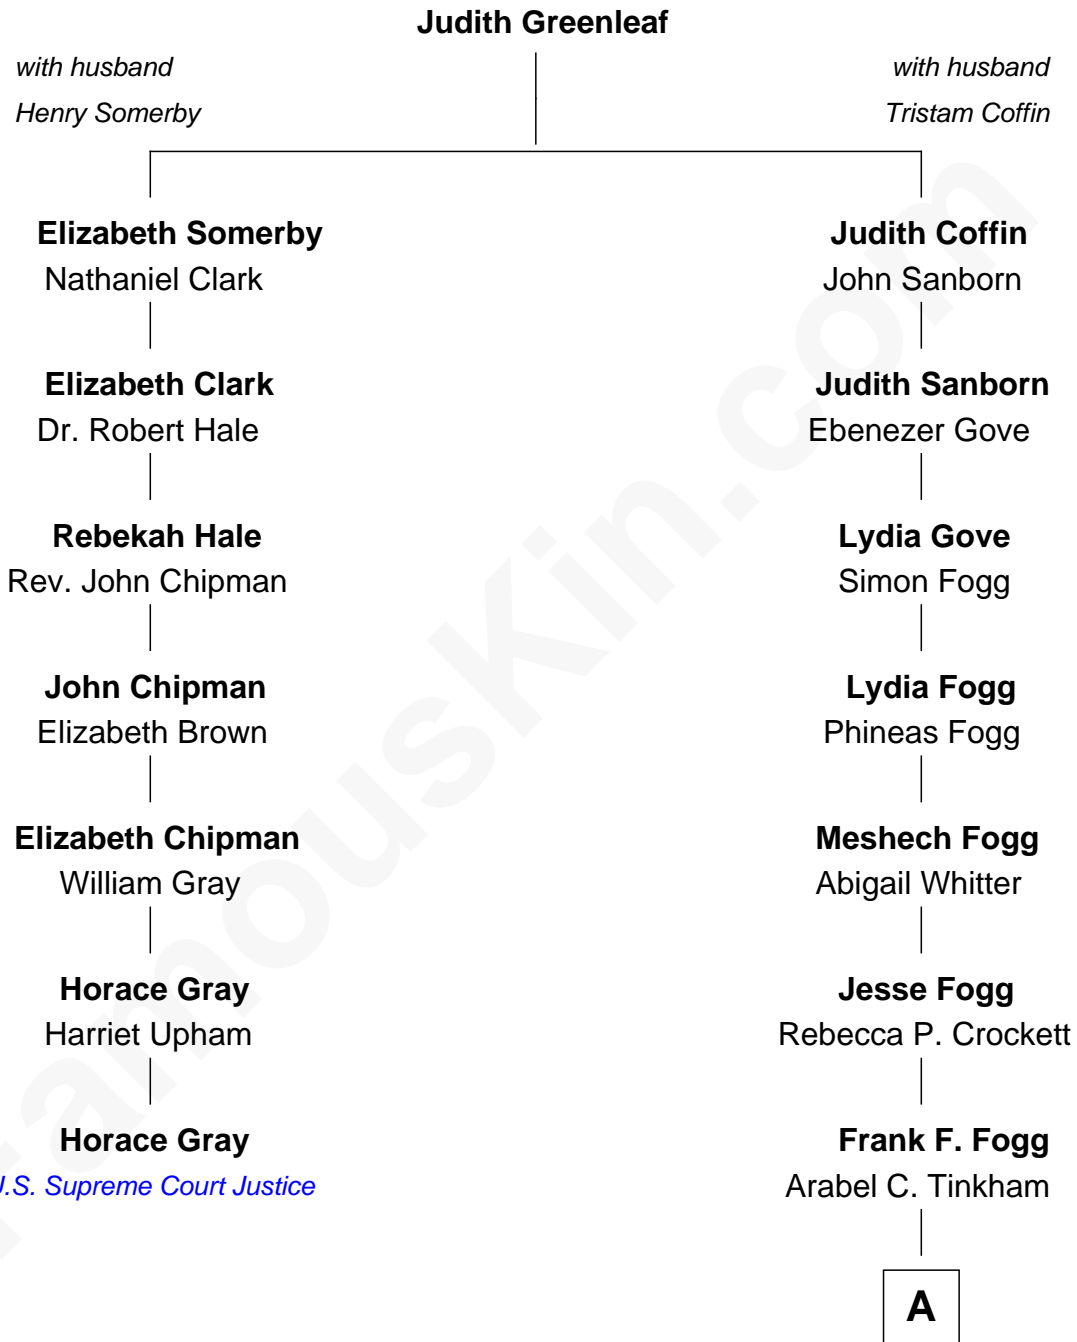 Judith Greenleaf
with husband
Henry Somerby
with husband
Tristam Coffin
Elizabeth Somerby
Nathaniel Clark
Judith Coffin
John Sanborn
Elizabeth Clark
Dr. Robert Hale
Judith Sanborn
Ebenezer Gove
Rebekah Hale
Rev. John Chipman
Lydia Gove
Simon Fogg
John Chipman
Elizabeth Brown
Lydia Fogg
Phineas Fogg
Elizabeth Chipman
William Gray
Meshech Fogg
Abigail Whitter
Horace Gray
Harriet Upham
Jesse Fogg
Rebecca P. Crockett
Horace Gray
U.S. Supreme Court Justice
Frank F. Fogg
Arabel C. Tinkham
A
FamousKin.com